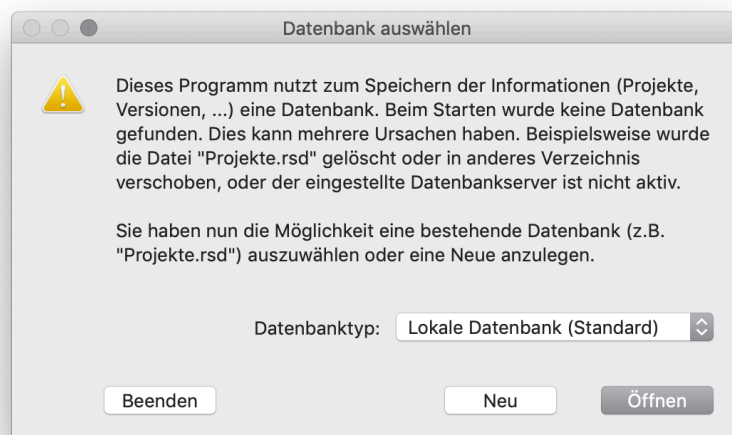 Datenbank auswählen
Dieses Programm nutzt zum Speichern der Informationen (Projekte,
Versionen, ...) eine Datenbank. Beim Starten wurde keine Datenbank
gefunden. Dies kann mehrere Ursachen haben. Beispielsweise wurde
die Datei "Projekte.rsd" gelöscht oder in anderes Verzeichnis
verschoben, oder der eingestellte Datenbankserver ist nicht aktiv.
Sie haben nun die Möglichkeit eine bestehende Datenbank (z.B.
"Projekte.rsd") auszuwählen oder eine Neue anzulegen.
Datenbanktyp: Lokale Datenbank (Standard)
Beenden Neu Öffnen